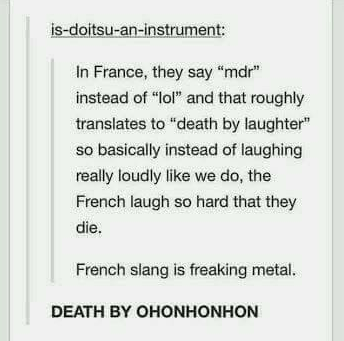 is-doitsu-an-instrument:
In France, they say “mdr”
instead of “lol” and that roughly
translates to “death by laughter”
so basically instead of laughing
really loudly like we do, the
French laugh so hard that they
die.
French slang is freaking metal.
DEATH BY OHONHONHON